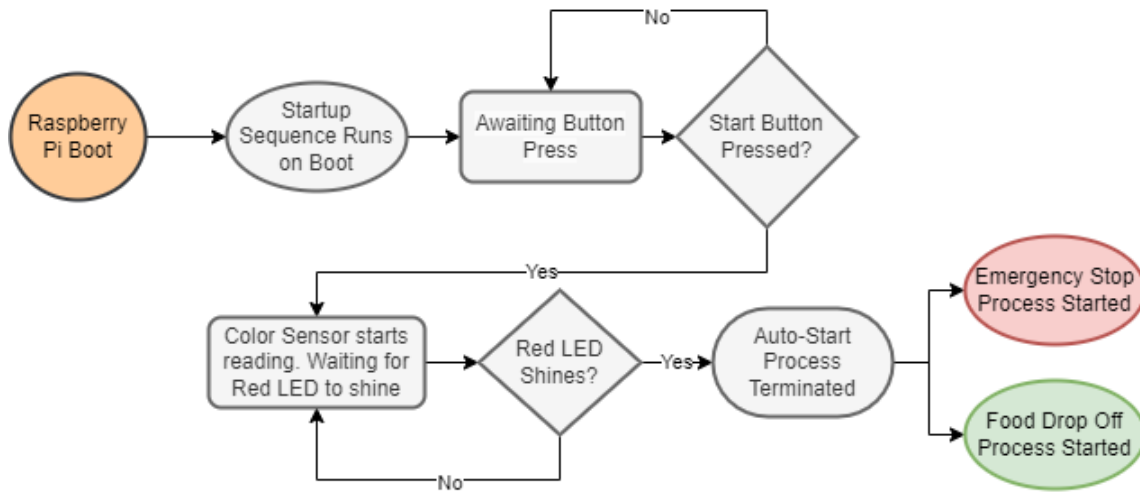 No
Raspberry
Pi Boot
Startup
Sequence Runs
on Boot
Awaiting Button
Press
Start Button
Pressed?
Yes
Color Sensor starts
reading. Waiting for
Red LED to shine
Red LED
Shines?
Yes
No
Auto-Start
Process
Terminated
Emergency Stop
Process Started
Food Drop Off
Process Started